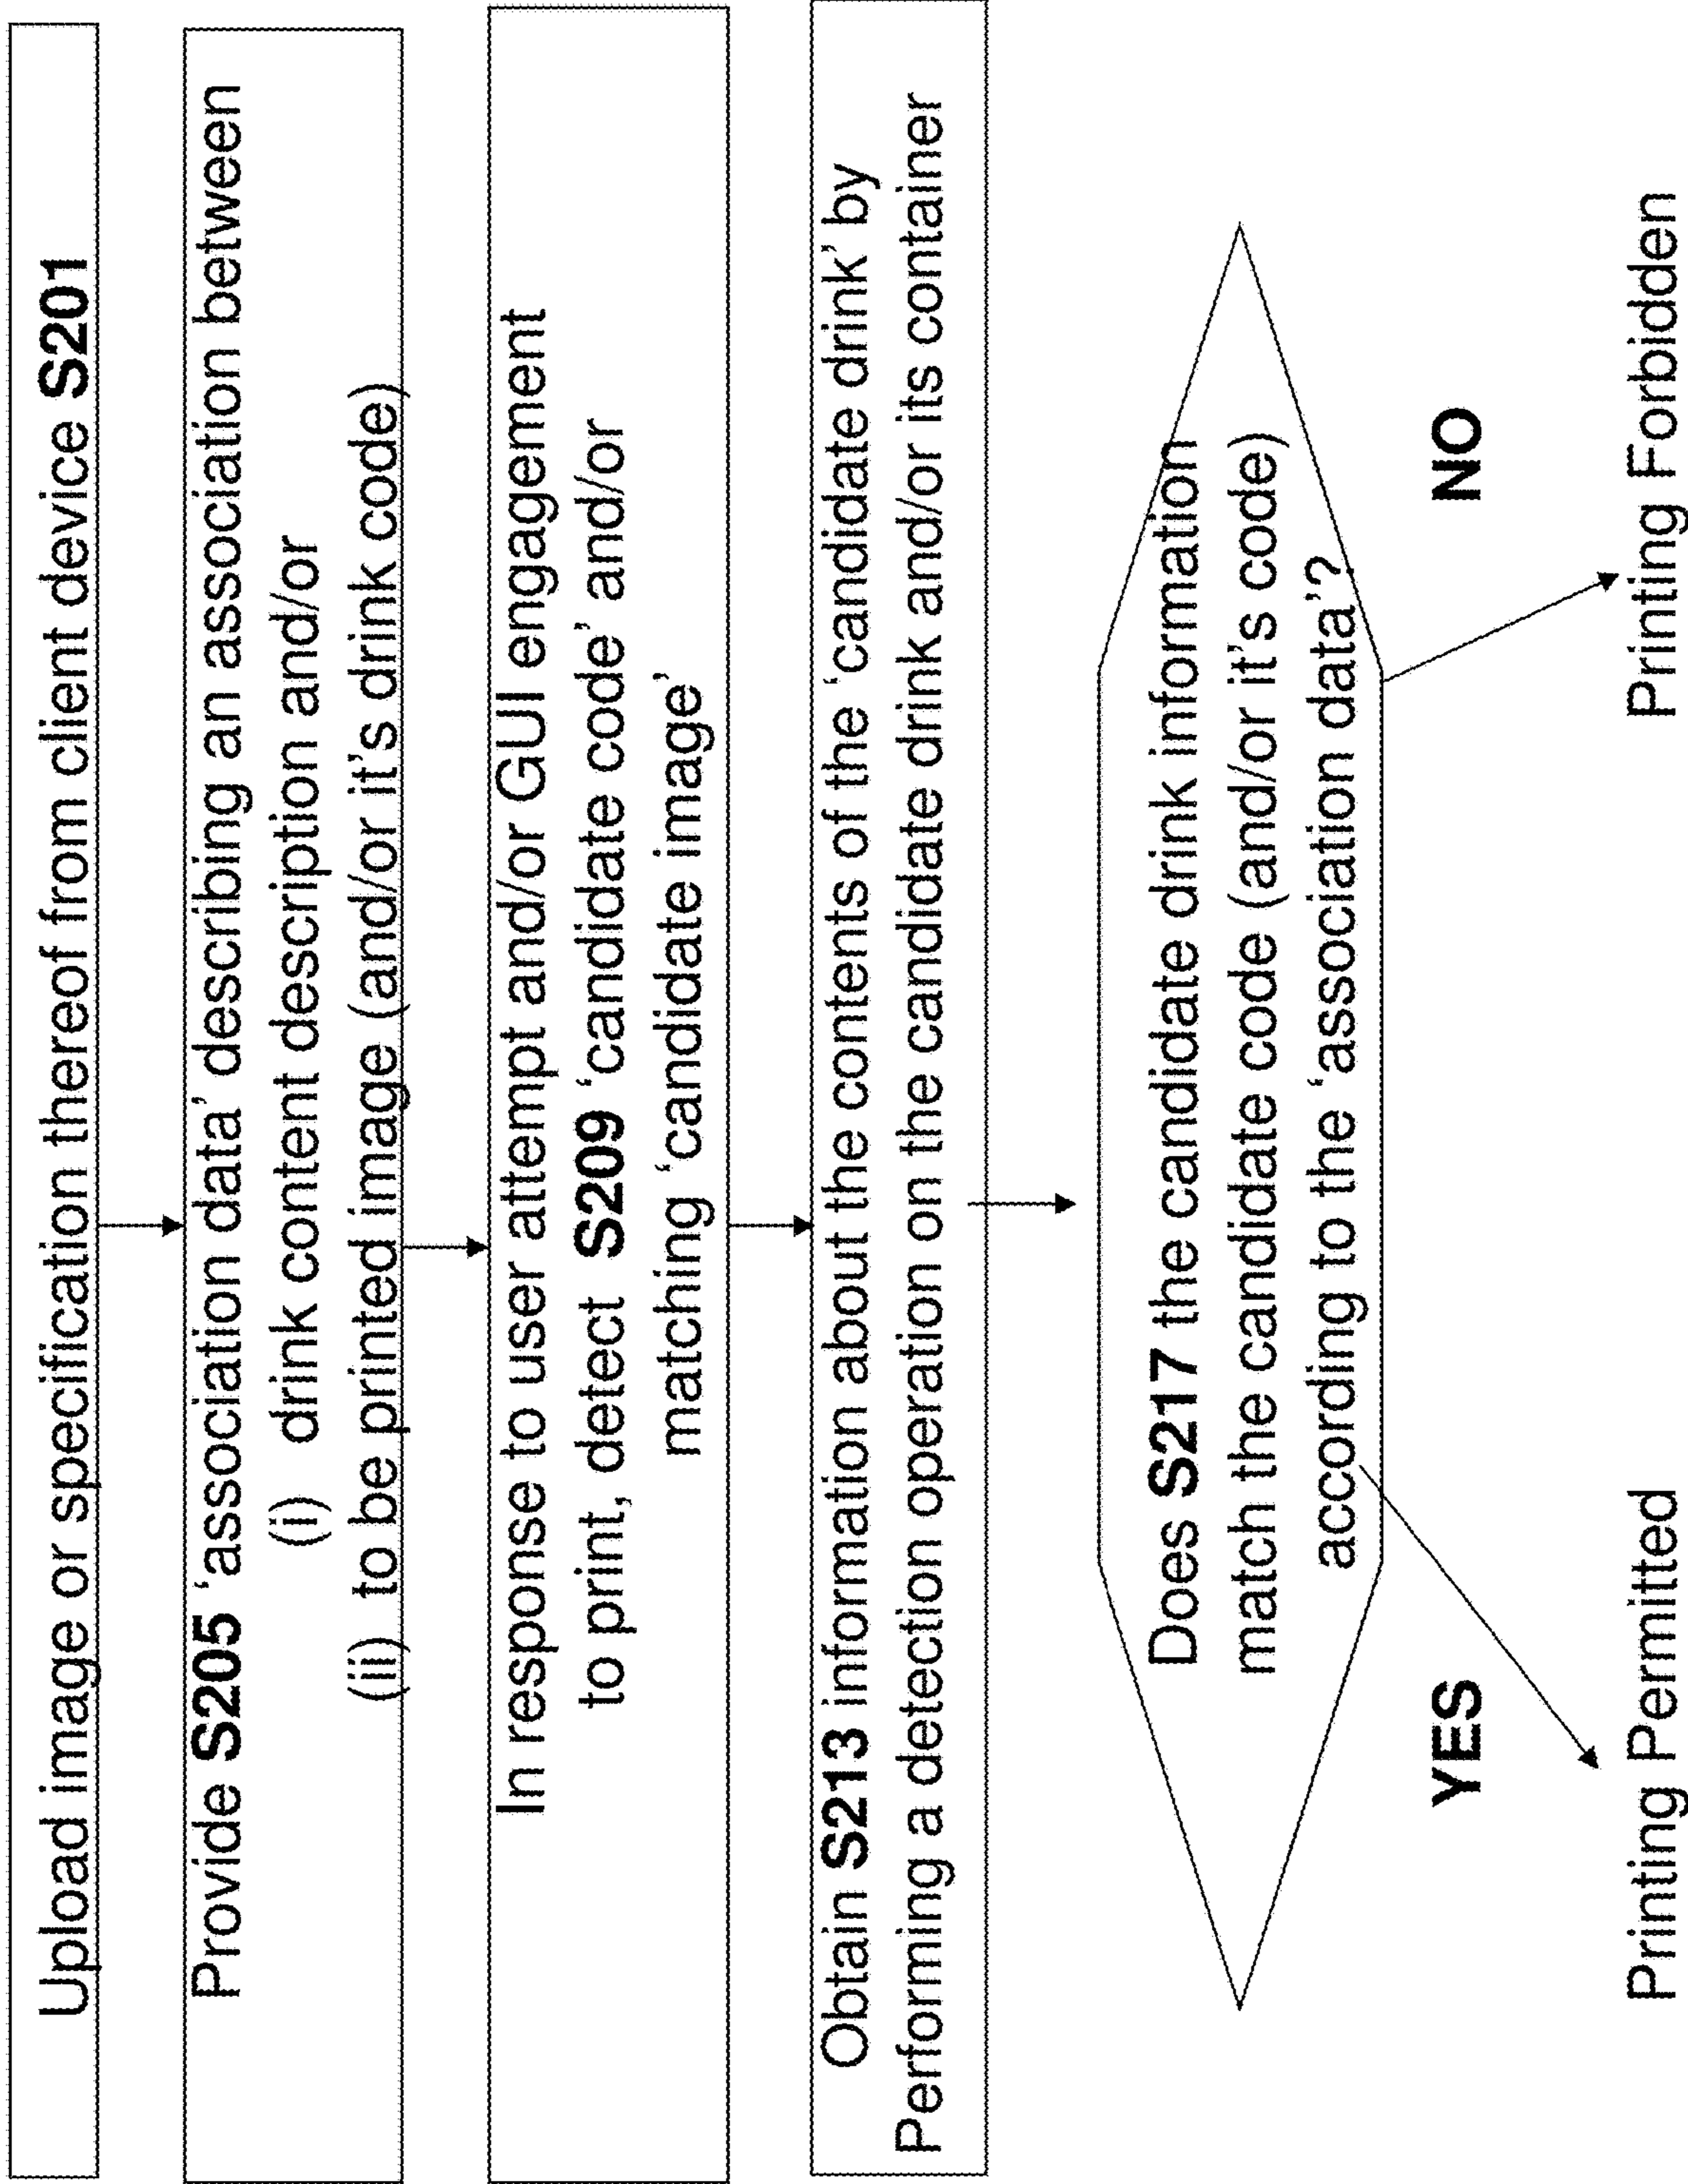 Upload image or specification thereof from client device S201
Provide S205 ‘association data’ describing an association between
(i) drink content description and/or
(ii) to be printed image (and/or it's drink code)
In response to user attempt and/or GUI engagement
to print, detect S209 ‘candidate code’ and/or
matching ‘candidate image’
Obtain S213 information about the contents of the ‘candidate drink’ by
Performing a detection operation on the candidate drink and/or its container
Does S217 the candidate drink information
match the candidate code (and/or it's code)
according to the ‘association data’?
YES
NO
Printing Permitted
Printing Forbidden